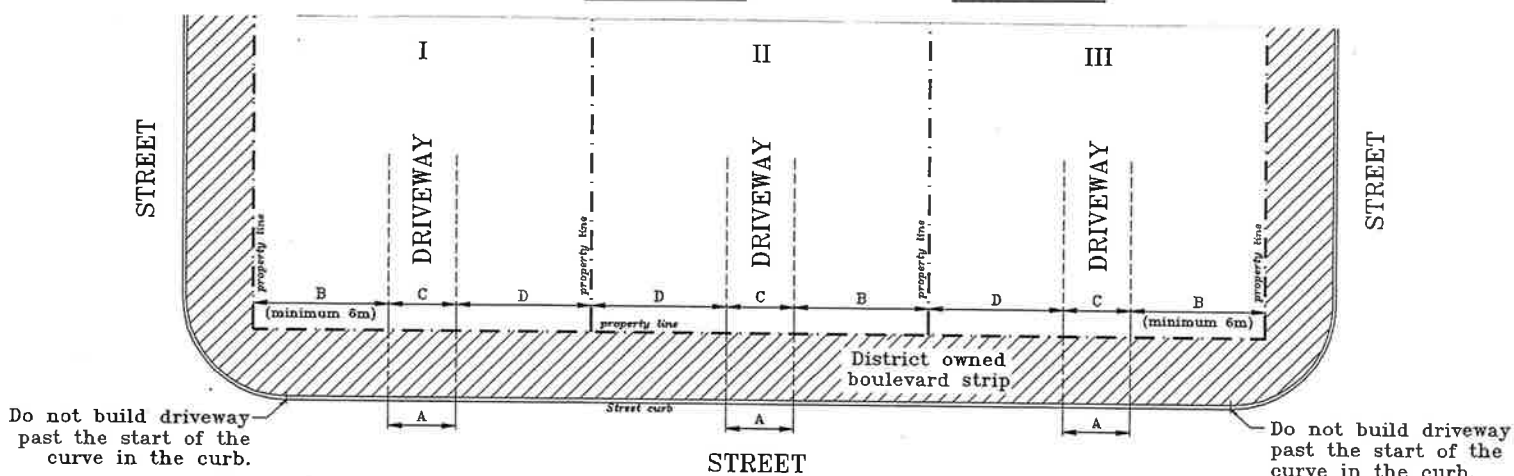 I
II
III
STREET
STREET
DRIVEWAY
DRIVEWAY
DRIVEWAY
property line
property line
property line
property line
B
C
D
D
C
B
D
C
B
(minimum 6m)
property line
(minimum 6m)
District owned
boulevard strip
Street curb
A
A
A
Do not build driveway
past the start of the
curve in the curb.
STREET
Do not build driveway
past the start of the
curve in the curb